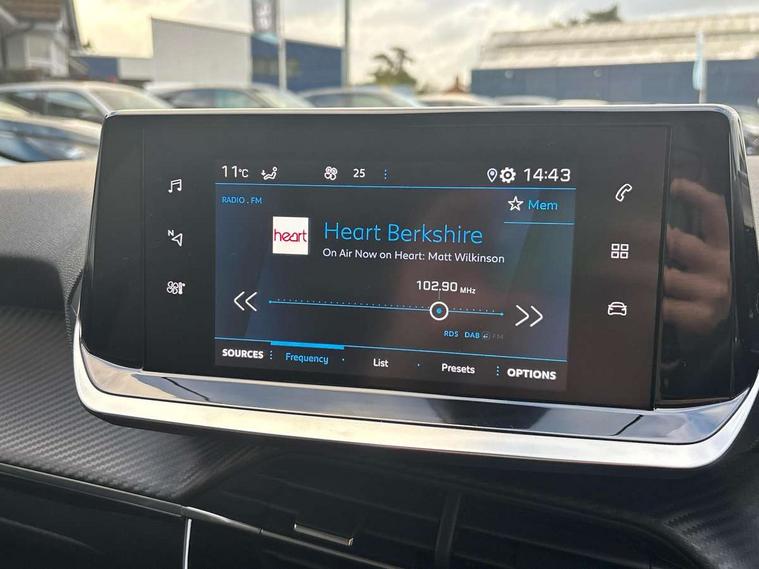 11°C 25 14:43
RADIO . FM
Mem
heart
Heart Berkshire
On Air Now on Heart: Matt Wilkinson
102,90 MHz
N
RDS DAB FM
SOURCES Frequency List Presets OPTIONS